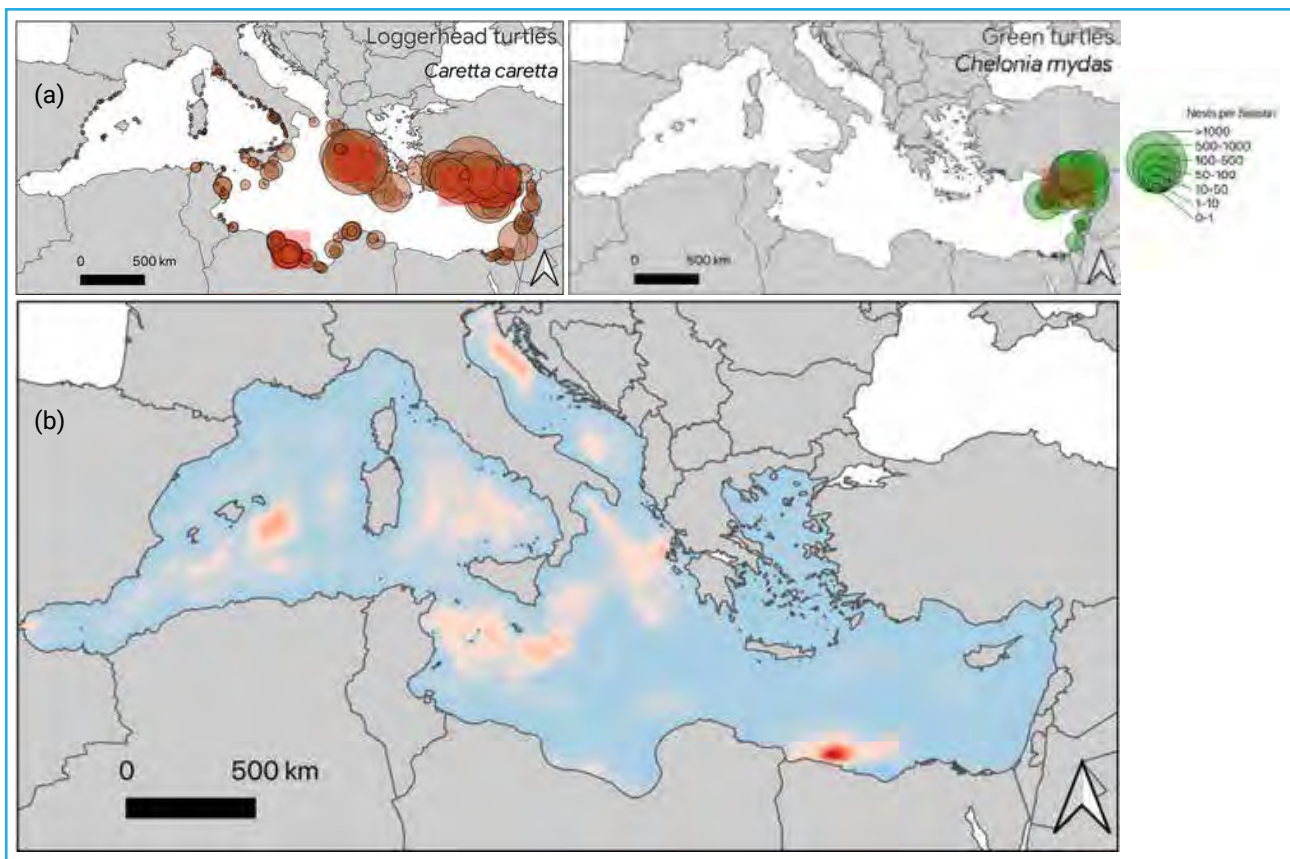 (a)
Loggerhead turtles
Caretta caretta
0 500 km
Green turtles
Chelonia mydas
0 500 km
Nests per Season
>1000
500-1000
100-500
50-100
10-50
1-10
0-1
(b)
0 500 km